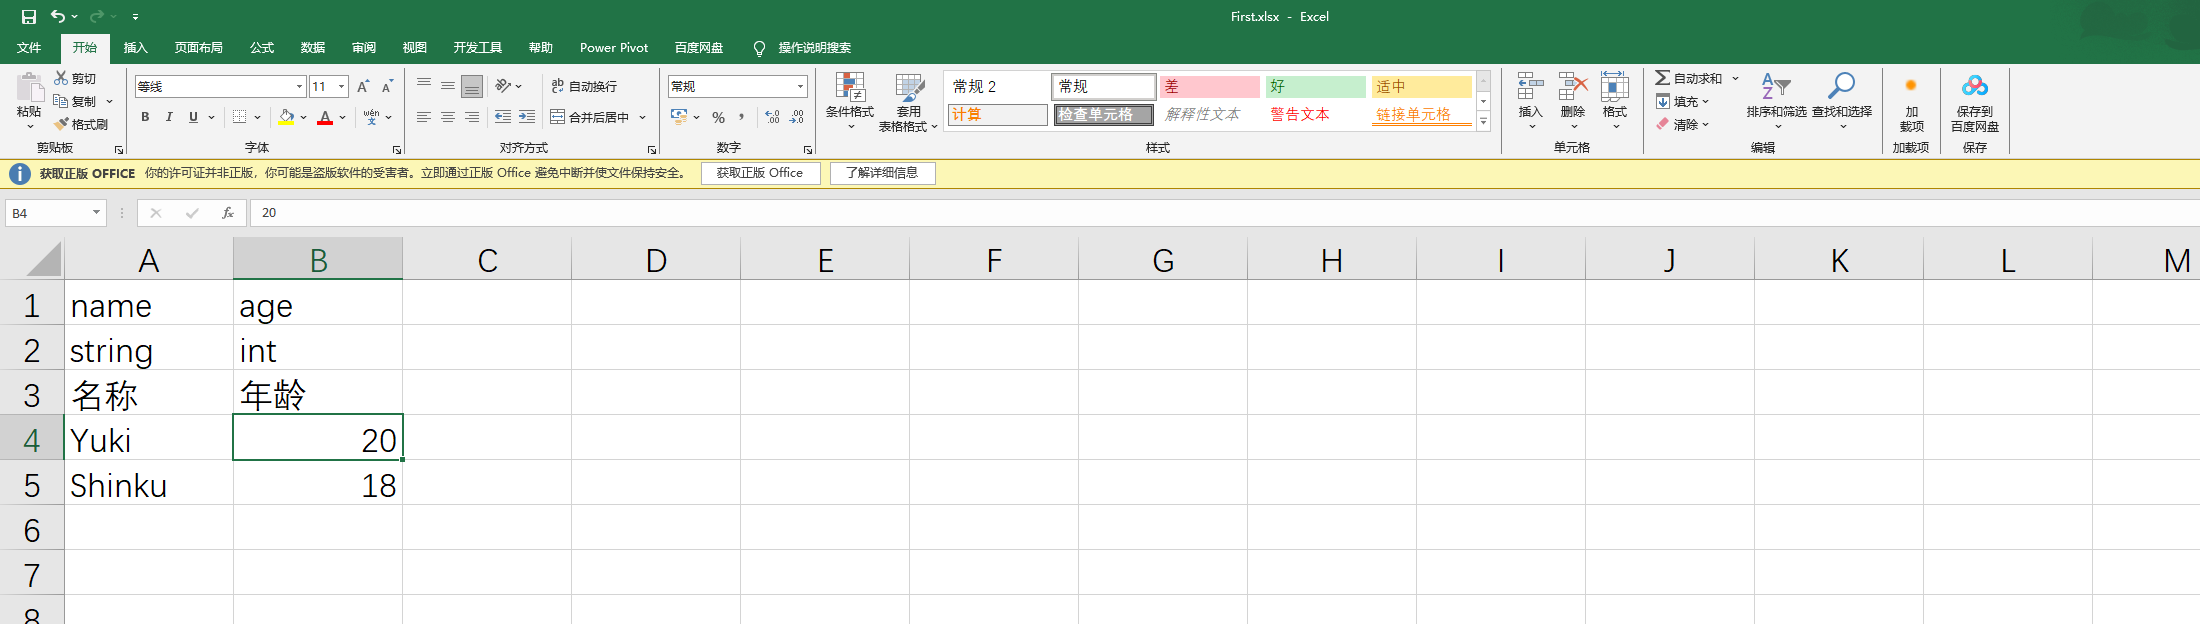 First.xlsx - Excel
文件 开始 插入 页面布局 公式 数据 审阅 视图 开发工具 帮助 Power Pivot 百度网盘 操作说明搜索
粘贴 剪切 复制 格式刷
剪贴板
等线 11 A A
B I U A wén 文
字体
ab 自动换行
合并后居中
对齐方式
常规
% , .00 .00
数字
条件格式 套用 表格格式
常规 2 常规 差 好 适中
计算 检查单元格 解释性文本 警告文本 链接单元格
样式
插入 删除 格式
单元格
Σ 自动求和
填充
清除
排序和筛选 查找和选择
编辑
加载项
加载项
保存到 百度网盘
保存
获取正版 OFFICE 你的许可证并非正版，你可能是盗版软件的受害者。立即通过正版 Office 避免中断并使文件保持安全。 获取正版 Office 了解详细信息
B4 fx 20
A B C D E F G H I J K L M
1 name age
2 string int
3 名称 年龄
4 Yuki 20
5 Shinku 18
6
7
8